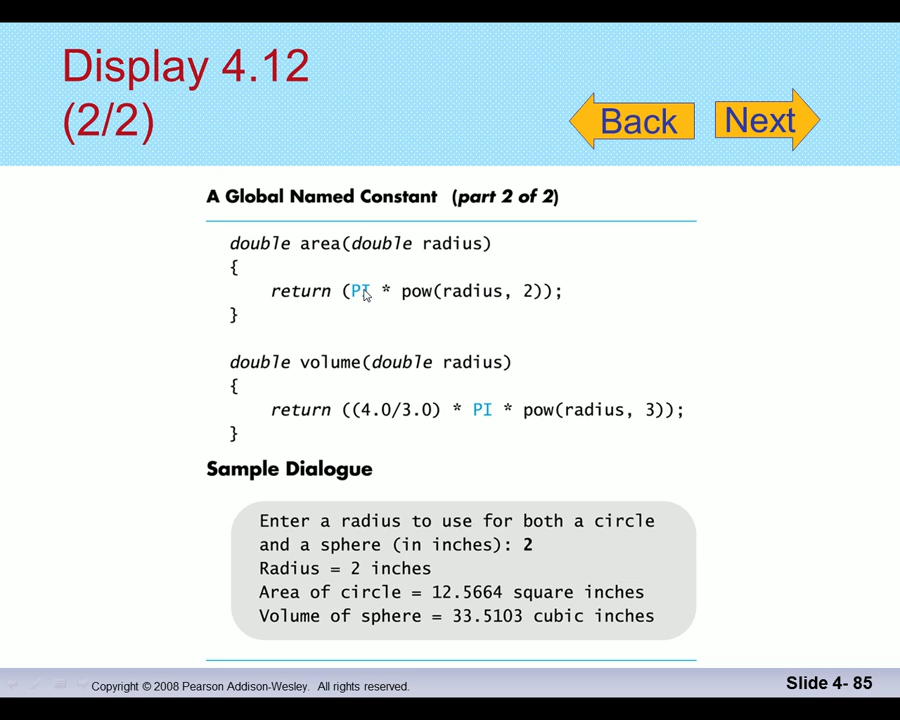 Display 4.12
(2/2)
Back
Next
A Global Named Constant (part 2 of 2)
double area(double radius)
{
return (PI * pow(radius, 2));
}
double volume(double radius)
{
return ((4.0/3.0) * PI * pow(radius, 3));
}
Sample Dialogue
Enter a radius to use for both a circle
and a sphere (in inches): 2
Radius = 2 inches
Area of circle = 12.5664 square inches
Volume of sphere = 33.5103 cubic inches
Copyright © 2008 Pearson Addison-Wesley. All rights reserved.
Slide 4- 85